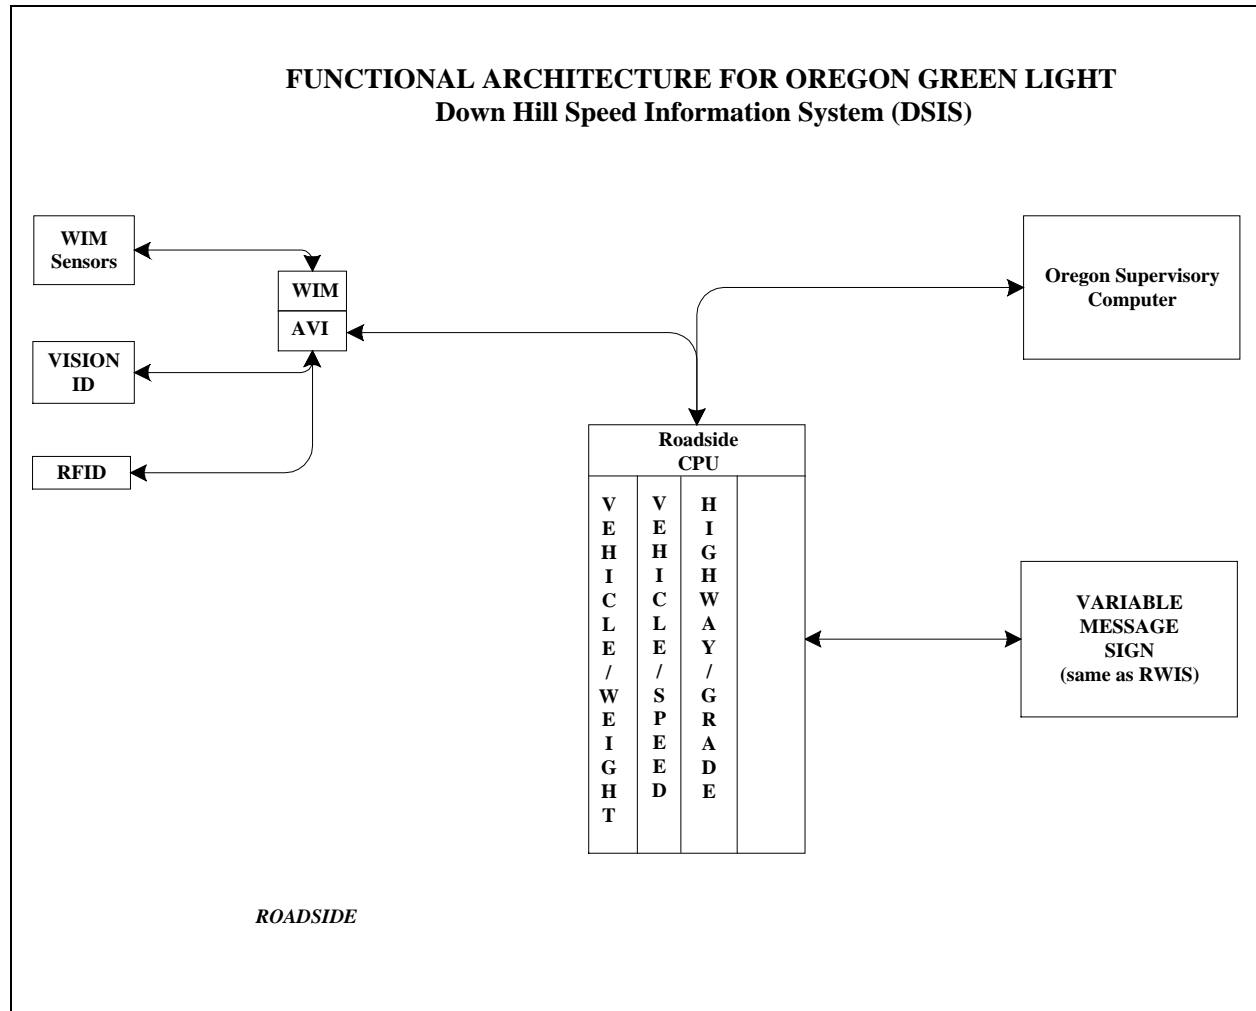 FUNCTIONAL ARCHITECTURE FOR OREGON GREEN LIGHT
Down Hill Speed Information System (DSIS)
WIM
Sensors
WIM
AVI
VISION
ID
RFID
Oregon Supervisory
Computer
Roadside
CPU
VEHICLE/WEIGHT
VEHICLE/SPEED
HIGHWAY/GRADE
VARIABLE
MESSAGE
SIGN
(same as RWIS)
ROADSIDE